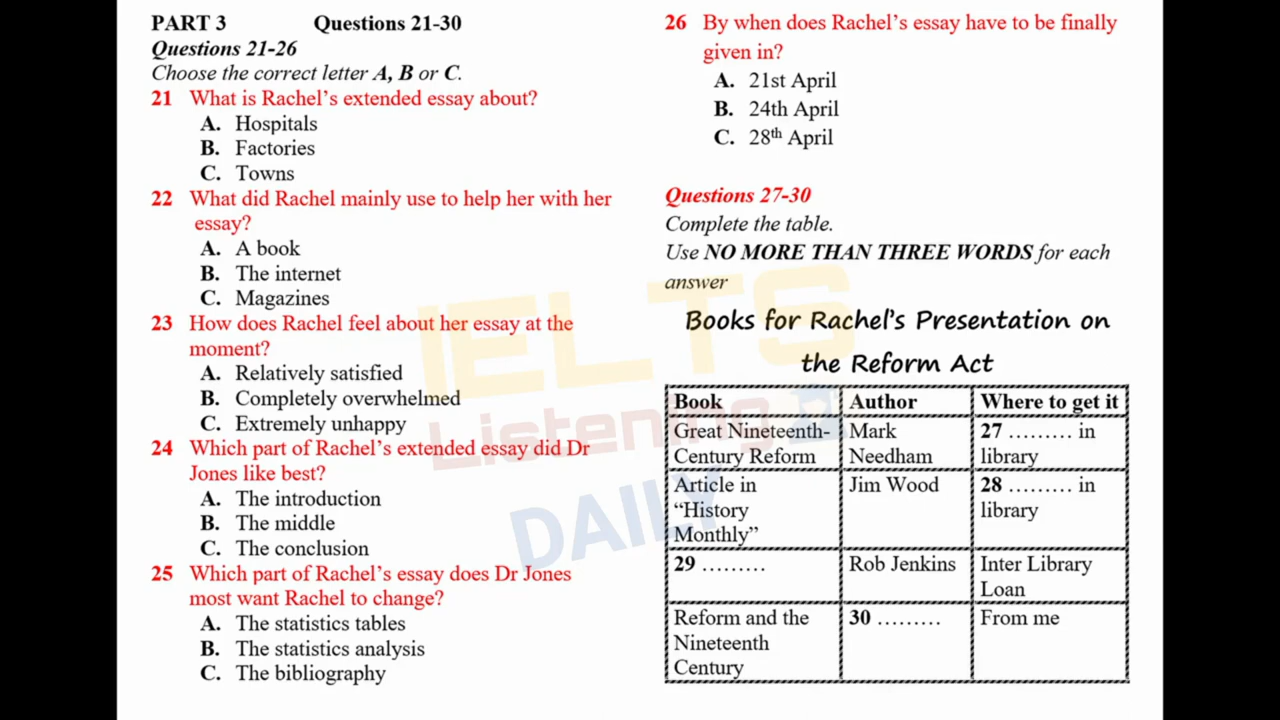 PART 3 Questions 21-30
Questions 21-26
Choose the correct letter A, B or C.
21 What is Rachel's extended essay about?
A. Hospitals
B. Factories
C. Towns
22 What did Rachel mainly use to help her with her
essay?
A. A book
B. The internet
C. Magazines
23 How does Rachel feel about her essay at the
moment?
A. Relatively satisfied
B. Completely overwhelmed
C. Extremely unhappy
24 Which part of Rachel's extended essay did Dr
Jones like best?
A. The introduction
B. The middle
C. The conclusion
25 Which part of Rachel's essay does Dr Jones
most want Rachel to change?
A. The statistics tables
B. The statistics analysis
C. The bibliography
26 By when does Rachel's essay have to be finally
given in?
A. 21st April
B. 24th April
C. 28th April
Questions 27-30
Complete the table.
Use NO MORE THAN THREE WORDS for each
answer
Books for Rachel's Presentation on
the Reform Act
Book Author Where to get it
Great Nineteenth- Mark 27 ......... in
Century Reform Needham library
Article in Jim Wood 28 ......... in
"History library
Monthly"
29 ......... Rob Jenkins Inter Library
Loan
Reform and the 30 ......... From me
Nineteenth
Century
IELTS
Listening
DAILY